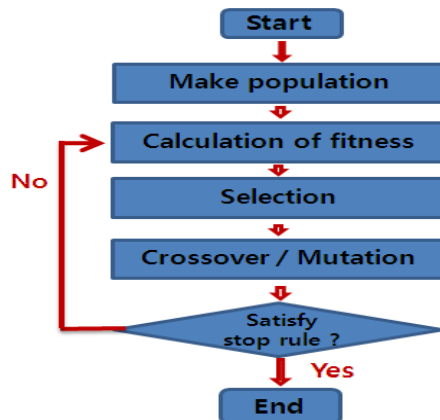 Start
Make population
Calculation of fitness
No
Selection
Crossover / Mutation
Satisfy
stop rule ?
Yes
End